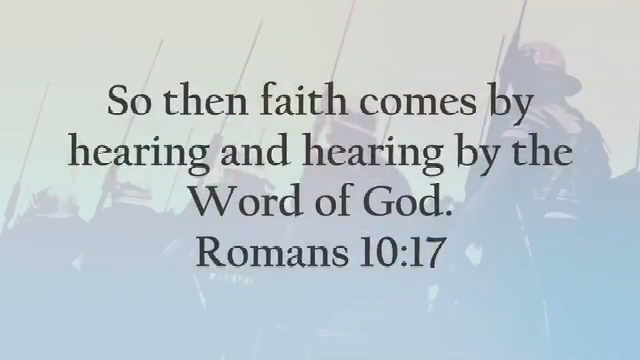 So then faith comes by
hearing and hearing by the
Word of God.
Romans 10:17